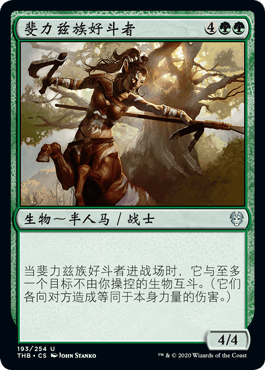 斐力兹族好斗者 4
生物～半人马／战士
当斐力兹族好斗者进战场时，它与至多
一个目标不由你操控的生物互斗。（它们
各向对方造成等同于本身力量的伤害。）
4/4
193/254 U
THB • CS JOHN STANKO
™ & © 2020 Wizards of the Coast